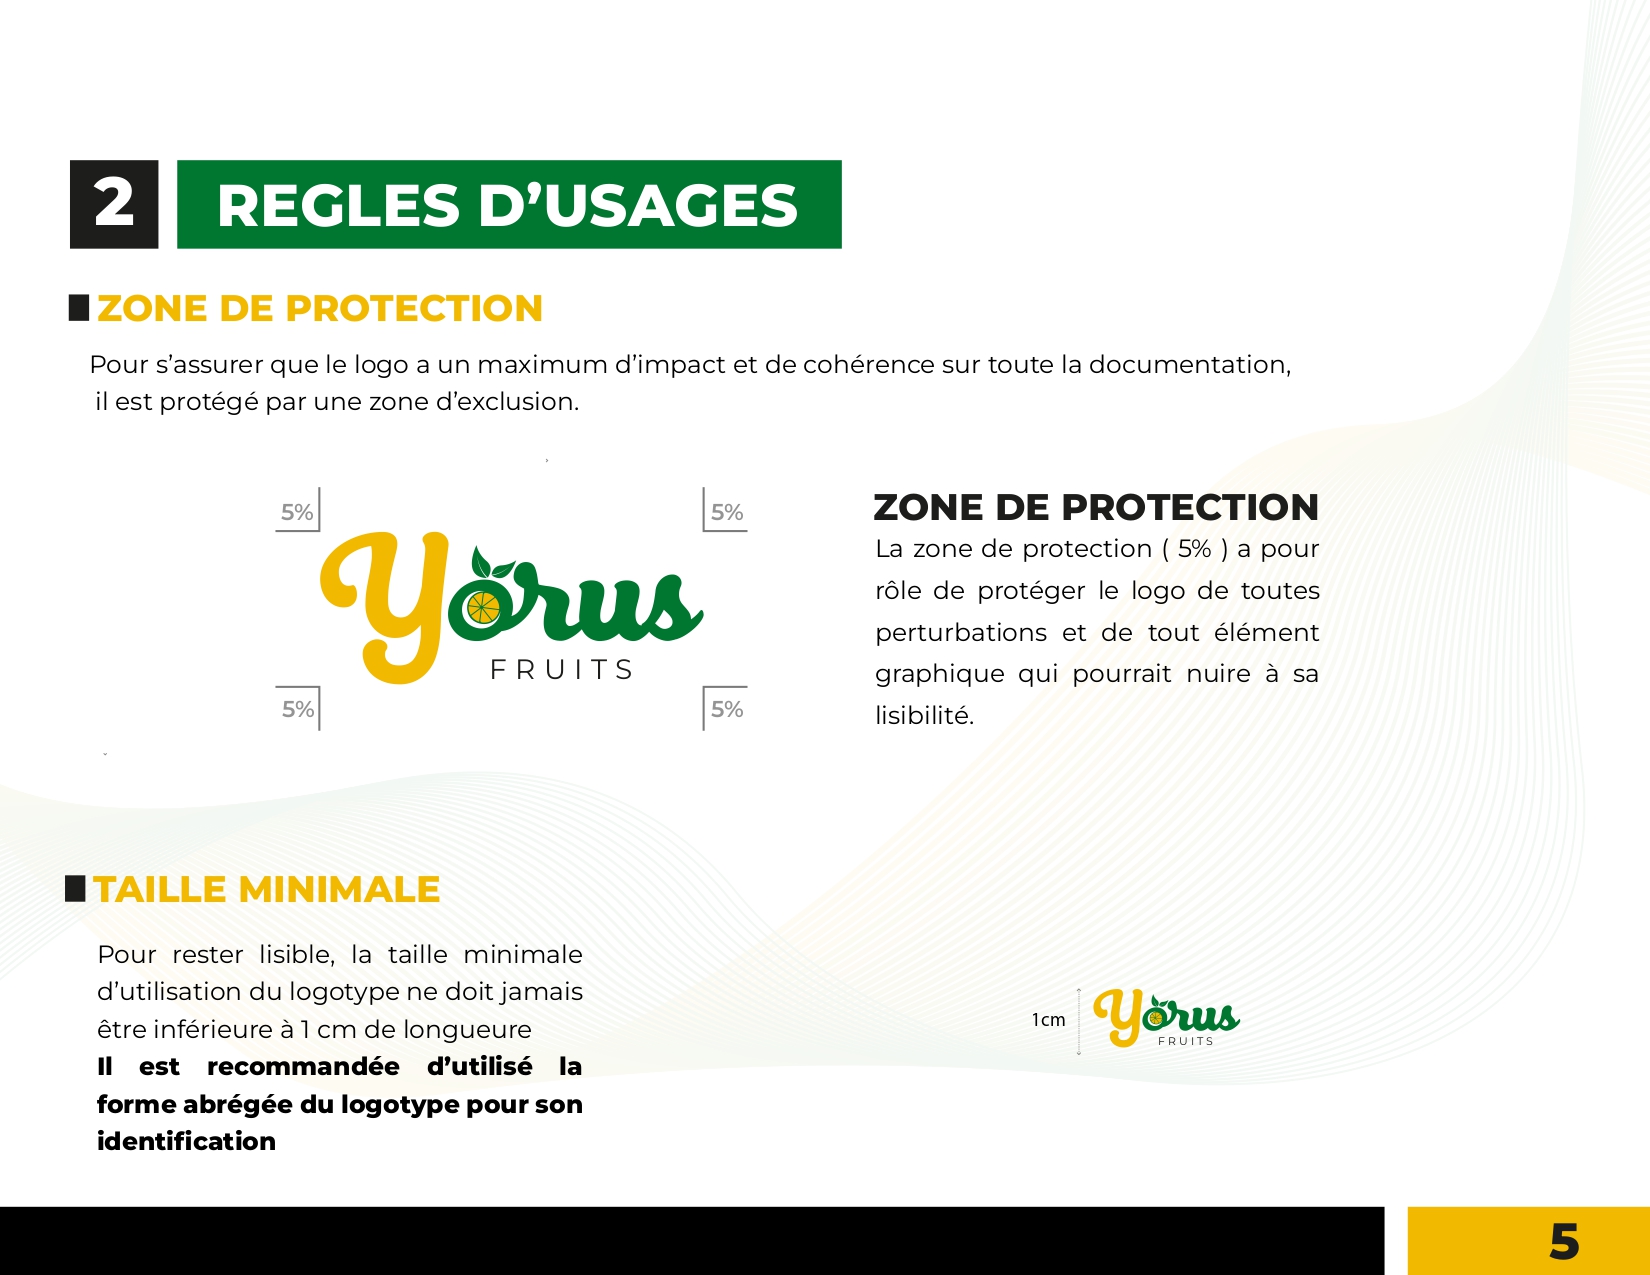 2
REGLES D’USAGES
ZONE DE PROTECTION
Pour s’assurer que le logo a un maximum d’impact et de cohérence sur toute la documentation,
il est protégé par une zone d’exclusion.
5%
5%
Yorus
FRUITS
5%
5%
ZONE DE PROTECTION
La zone de protection ( 5% ) a pour
rôle de protéger le logo de toutes
perturbations et de tout élément
graphique qui pourrait nuire à sa
lisibilité.
TAILLE MINIMALE
Pour rester lisible, la taille minimale
d’utilisation du logotype ne doit jamais
être inférieure à 1 cm de longueure
Il est recommandée d’utilisé la
forme abrégée du logotype pour son
identification
1cm
Yorus
FRUITS
5